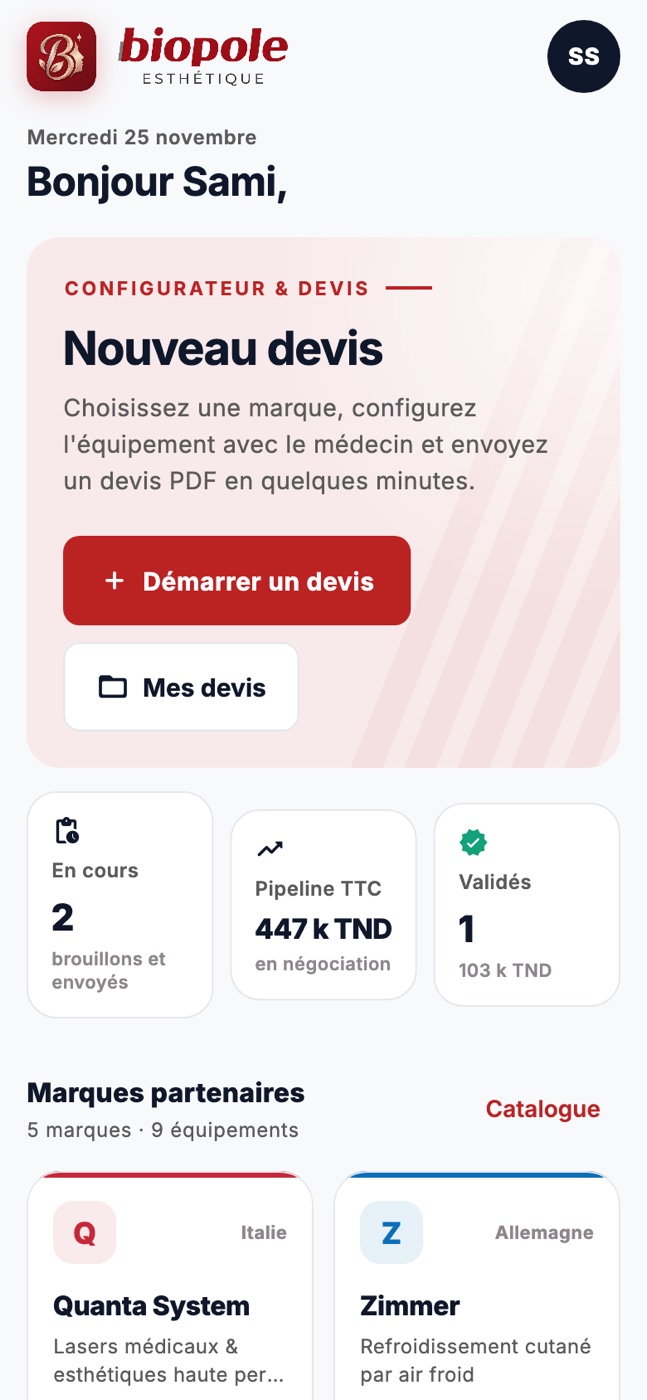 B
biopole
ESTHÉTIQUE
SS
Mercredi 25 novembre
Bonjour Sami,
CONFIGURATEUR & DEVIS
Nouveau devis
Choisissez une marque, configurez
l'équipement avec le médecin et envoyez
un devis PDF en quelques minutes.
+ Démarrer un devis
Mes devis
En cours
2
brouillons et
envoyés
Pipeline TTC
447 k TND
en négociation
Validés
1
103 k TND
Marques partenaires
5 marques · 9 équipements
Catalogue
Q
Italie
Quanta System
Lasers médicaux &
esthétiques haute per...
Z
Allemagne
Zimmer
Refroidissement cutané
par air froid